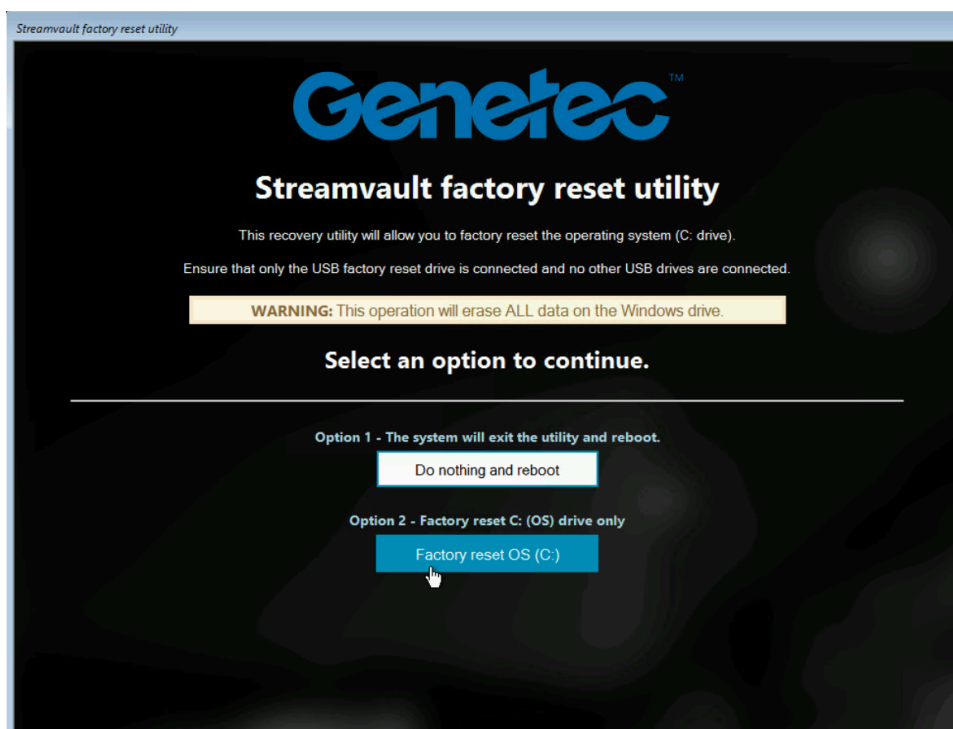 Streamvault factory reset utility
Genetec™
Streamvault factory reset utility
This recovery utility will allow you to factory reset the operating system (C: drive).
Ensure that only the USB factory reset drive is connected and no other USB drives are connected.
WARNING: This operation will erase ALL data on the Windows drive.
Select an option to continue.
Option 1 - The system will exit the utility and reboot.
Do nothing and reboot
Option 2 - Factory reset C: (OS) drive only
Factory reset OS (C:)